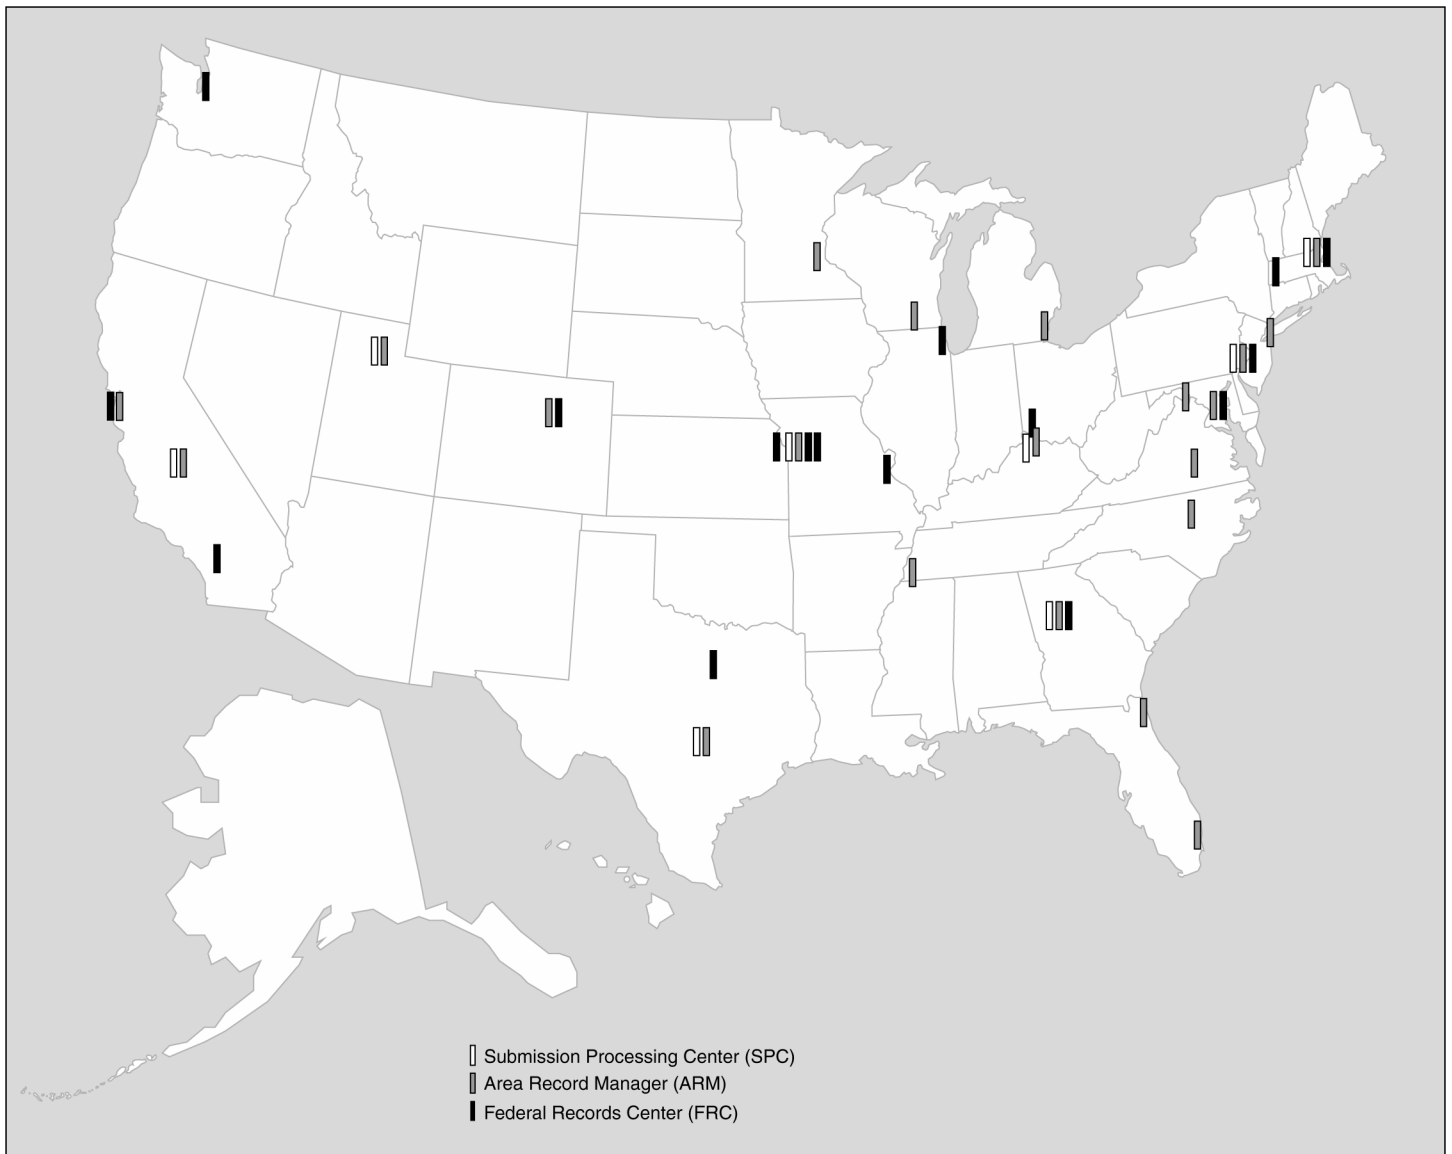 Submission Processing Center (SPC)
Area Record Manager (ARM)
Federal Records Center (FRC)